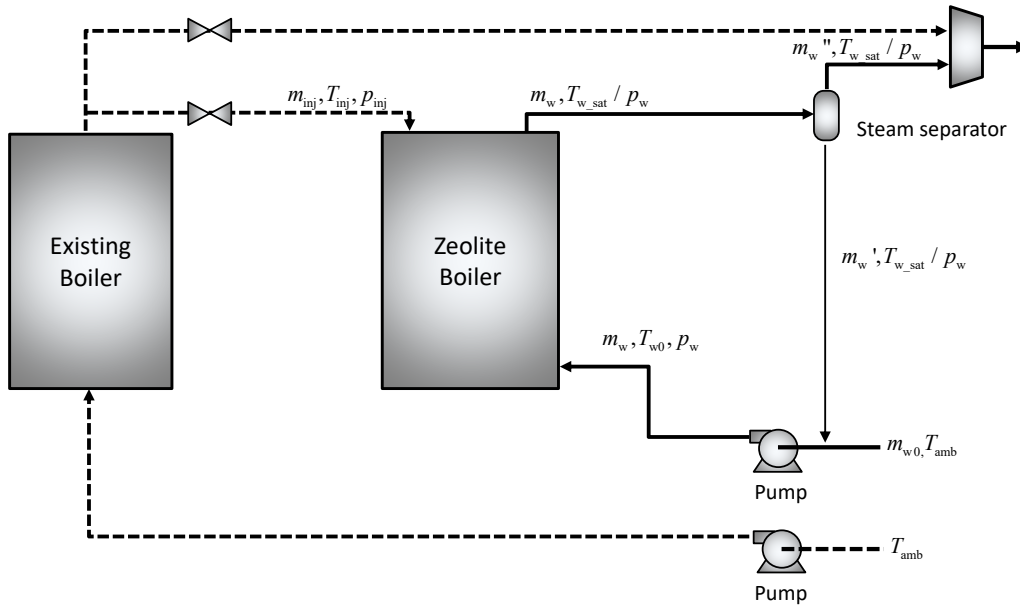 m_w '', T_w_sat / p_w
m_inj, T_inj, p_inj
m_w, T_w_sat / p_w
Steam separator
Existing
Boiler
Zeolite
Boiler
m_w ', T_w_sat / p_w
m_w, T_w0, p_w
m_w0, T_amb
Pump
T_amb
Pump